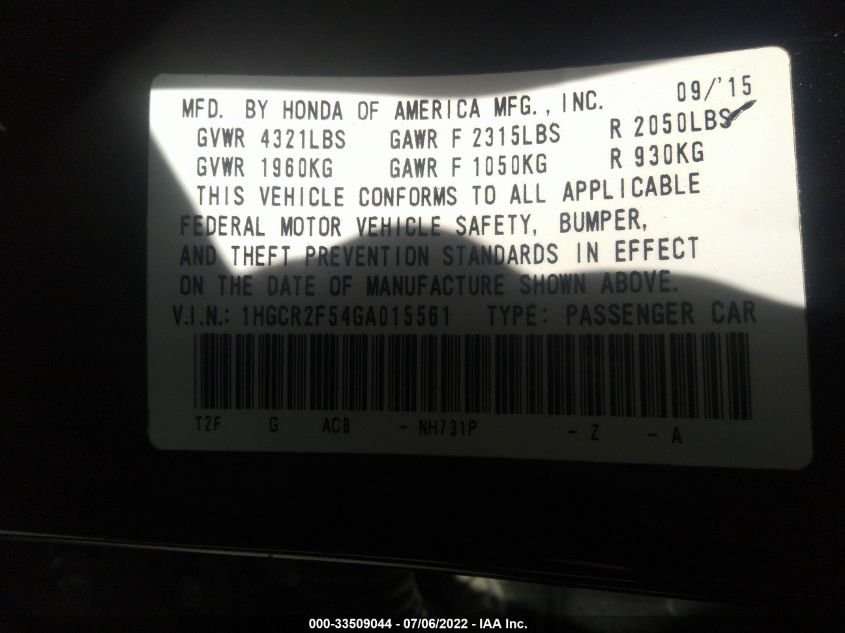 09/'15
MFD. BY HONDA OF AMERICA MFG., INC.
GVWR 4321LBS GAWR F 2315LBS R 2050LBS
GVWR 1960KG GAWR F 1050KG R 930KG
THIS VEHICLE CONFORMS TO ALL APPLICABLE
FEDERAL MOTOR VEHICLE SAFETY, BUMPER,
AND THEFT PREVENTION STANDARDS IN EFFECT
ON THE DATE OF MANUFACTURE SHOWN ABOVE.
V.I.N.: 1HGCR2F54GA015561 TYPE: PASSENGER CAR
T2F G AC8 - NH731P - Z - A
000-33509044 - 07/06/2022 - IAA Inc.